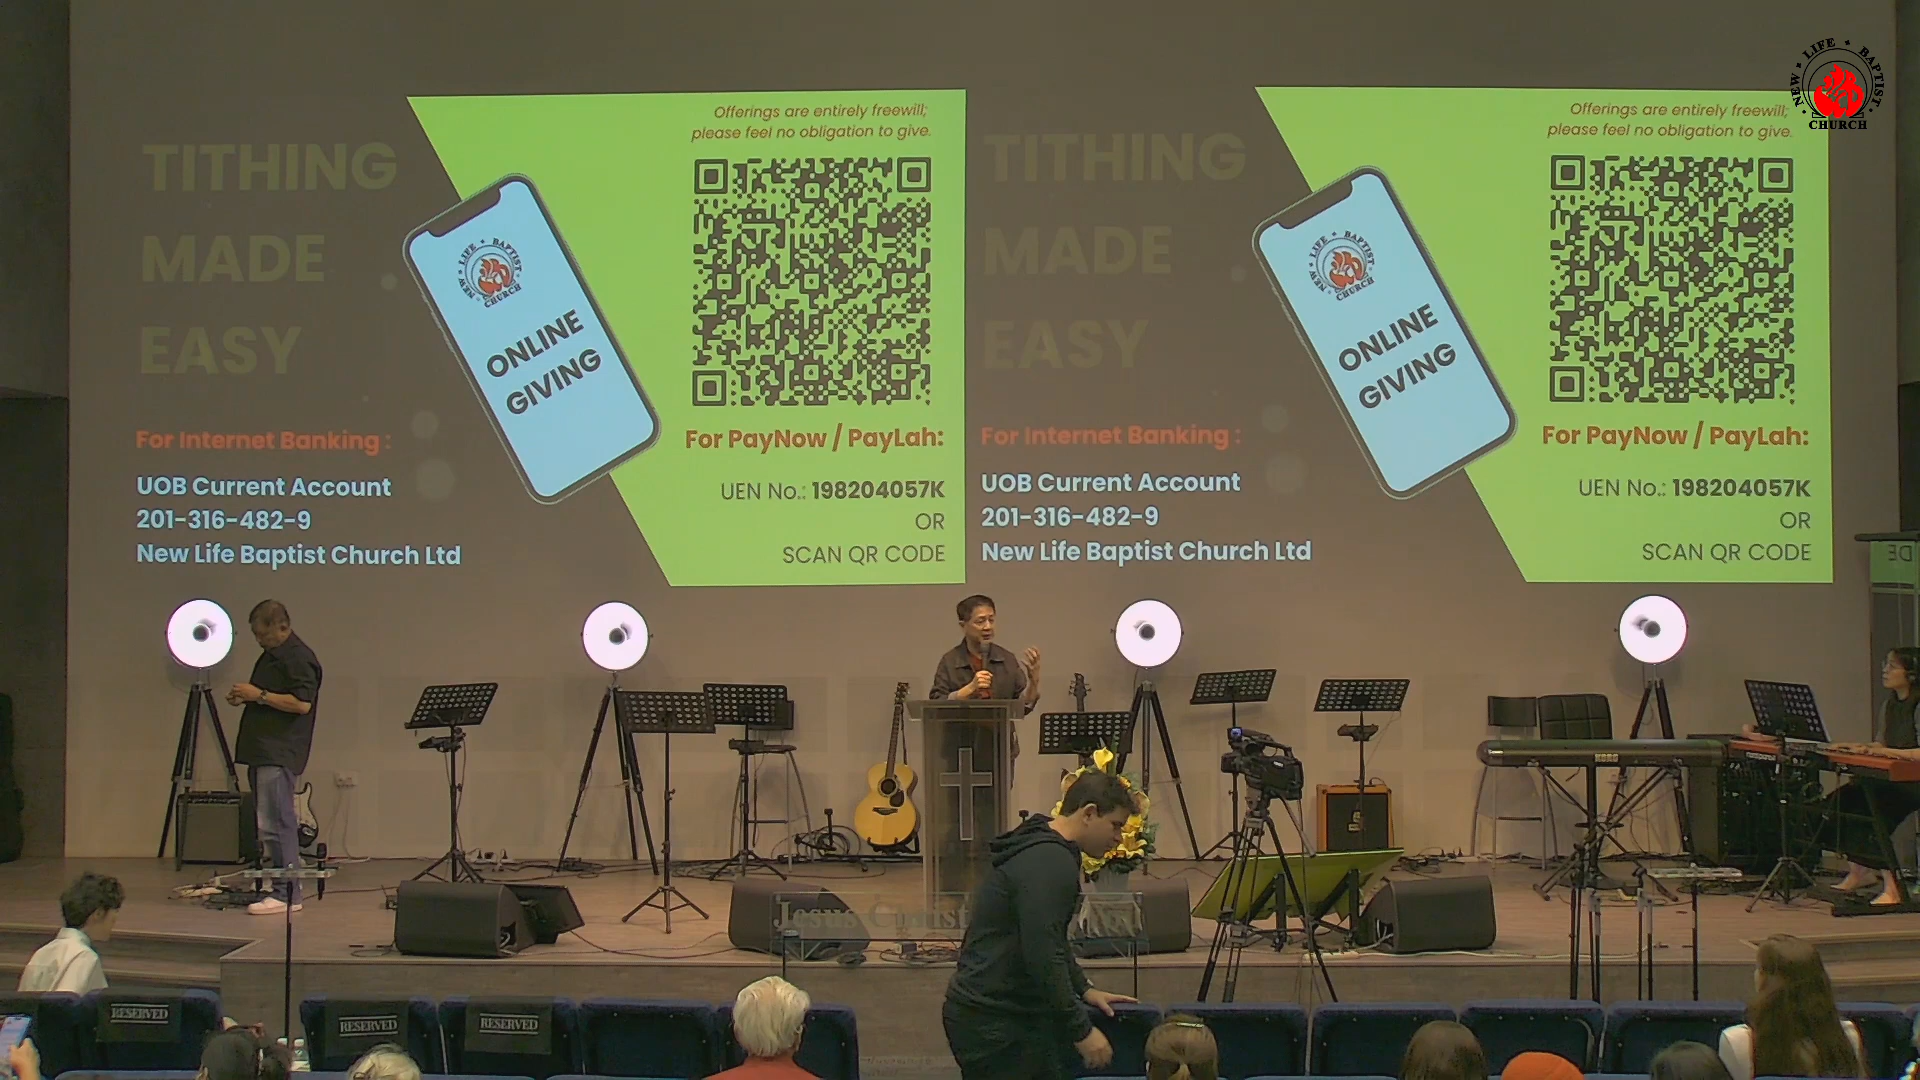 TITHING
MADE
EASY
For Internet Banking :
UOB Current Account
201-316-482-9
New Life Baptist Church Ltd
NEW LIFE BAPTIST CHURCH
ONLINE
GIVING
Offerings are entirely freewill;
please feel no obligation to give.
For PayNow / PayLah:
UEN No.: 198204057K
OR
SCAN QR CODE
TITHING
MADE
EASY
For Internet Banking :
UOB Current Account
201-316-482-9
New Life Baptist Church Ltd
NEW LIFE BAPTIST CHURCH
ONLINE
GIVING
Offerings are entirely freewill;
please feel no obligation to give.
For PayNow / PayLah:
UEN No.: 198204057K
OR
SCAN QR CODE
NEW LIFE BAPTIST CHURCH
KORG
Jesus Christ
RESERVED
RESERVED
RESERVED